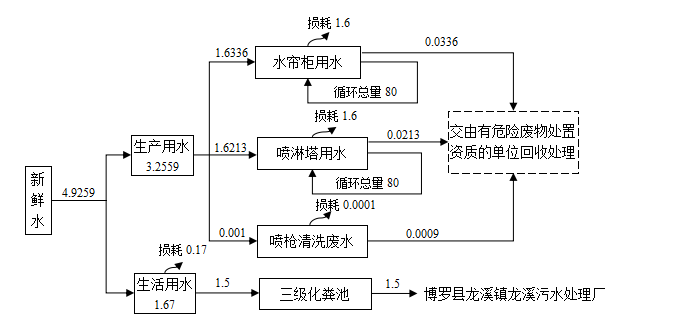 损耗 1.6
1.6336
水帘柜用水
0.0336
循环总量 80
损耗 1.6
生产用水
3.2559
1.6213
喷淋塔用水
0.0213
循环总量 80
交由有危险废物处置
资质的单位回收处理
新
鲜
水
4.9259
损耗 0.0001
0.001
喷枪清洗废水
0.0009
损耗 0.17
生活用水
1.67
1.5
三级化粪池
1.5
博罗县龙溪镇龙溪污水处理厂